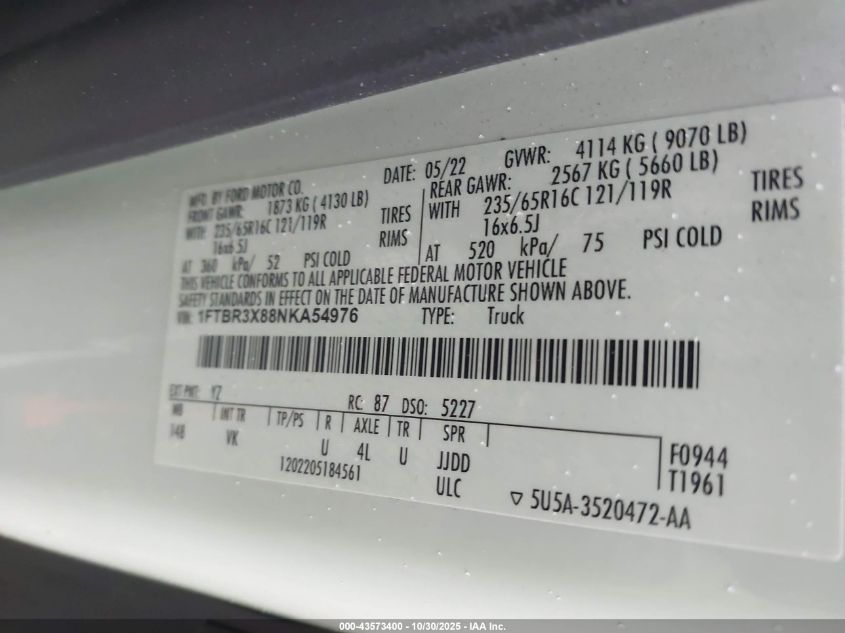 MFD. BY FORD MOTOR CO.
DATE: 05/22 GVWR: 4114 KG ( 9070 LB)
FRONT GAWR: 1873 KG ( 4130 LB)
WITH 235/65R16C 121/119R TIRES
16x6.5J RIMS
AT 360 kPa/ 52 PSI COLD
REAR GAWR: 2567 KG ( 5660 LB)
WITH 235/65R16C 121/119R TIRES
16x6.5J RIMS
AT 520 kPa/ 75 PSI COLD
THIS VEHICLE CONFORMS TO ALL APPLICABLE FEDERAL MOTOR VEHICLE
SAFETY STANDARDS IN EFFECT ON THE DATE OF MANUFACTURE SHOWN ABOVE.
VIN: 1FTBR3X88NKA54976 TYPE: Truck
EXT PNT: YZ RC: 87 DSO: 5227
WB INT TR TP/PS R AXLE TR SPR
148 VK U 4L U JJDD
1202205184561 ULC
F0944
T1961
▽ 5U5A-3520472-AA
000-43573400 - 10/30/2025 - IAA Inc.